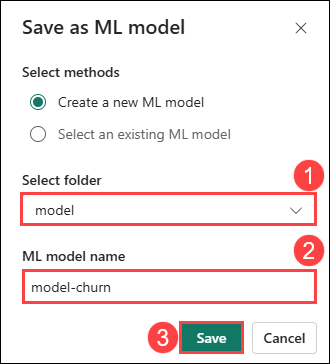 Save as ML model
Select methods
Create a new ML model
Select an existing ML model
1
Select folder
model
2
ML model name
model-churn
3 Save Cancel